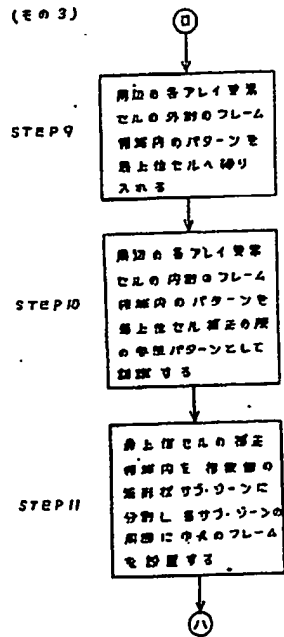 (その3)
ロ
STEP9
周辺の各アレイ要素
セルの外側のフレーム
領域内のパターンを
最上位セルへ繰り
入れる
STEP10
周辺の各アレイ要素
セルの内側のフレーム
領域内のパターンを
最上位セル補正の際
の参照パターンとして
認識する
STEP11
最上位セルの補正
領域内を複数個の
矩形状サブ・ゾーンに
分割し各サブ・ゾーンの
周囲に のフレーム
を設置する
ハ